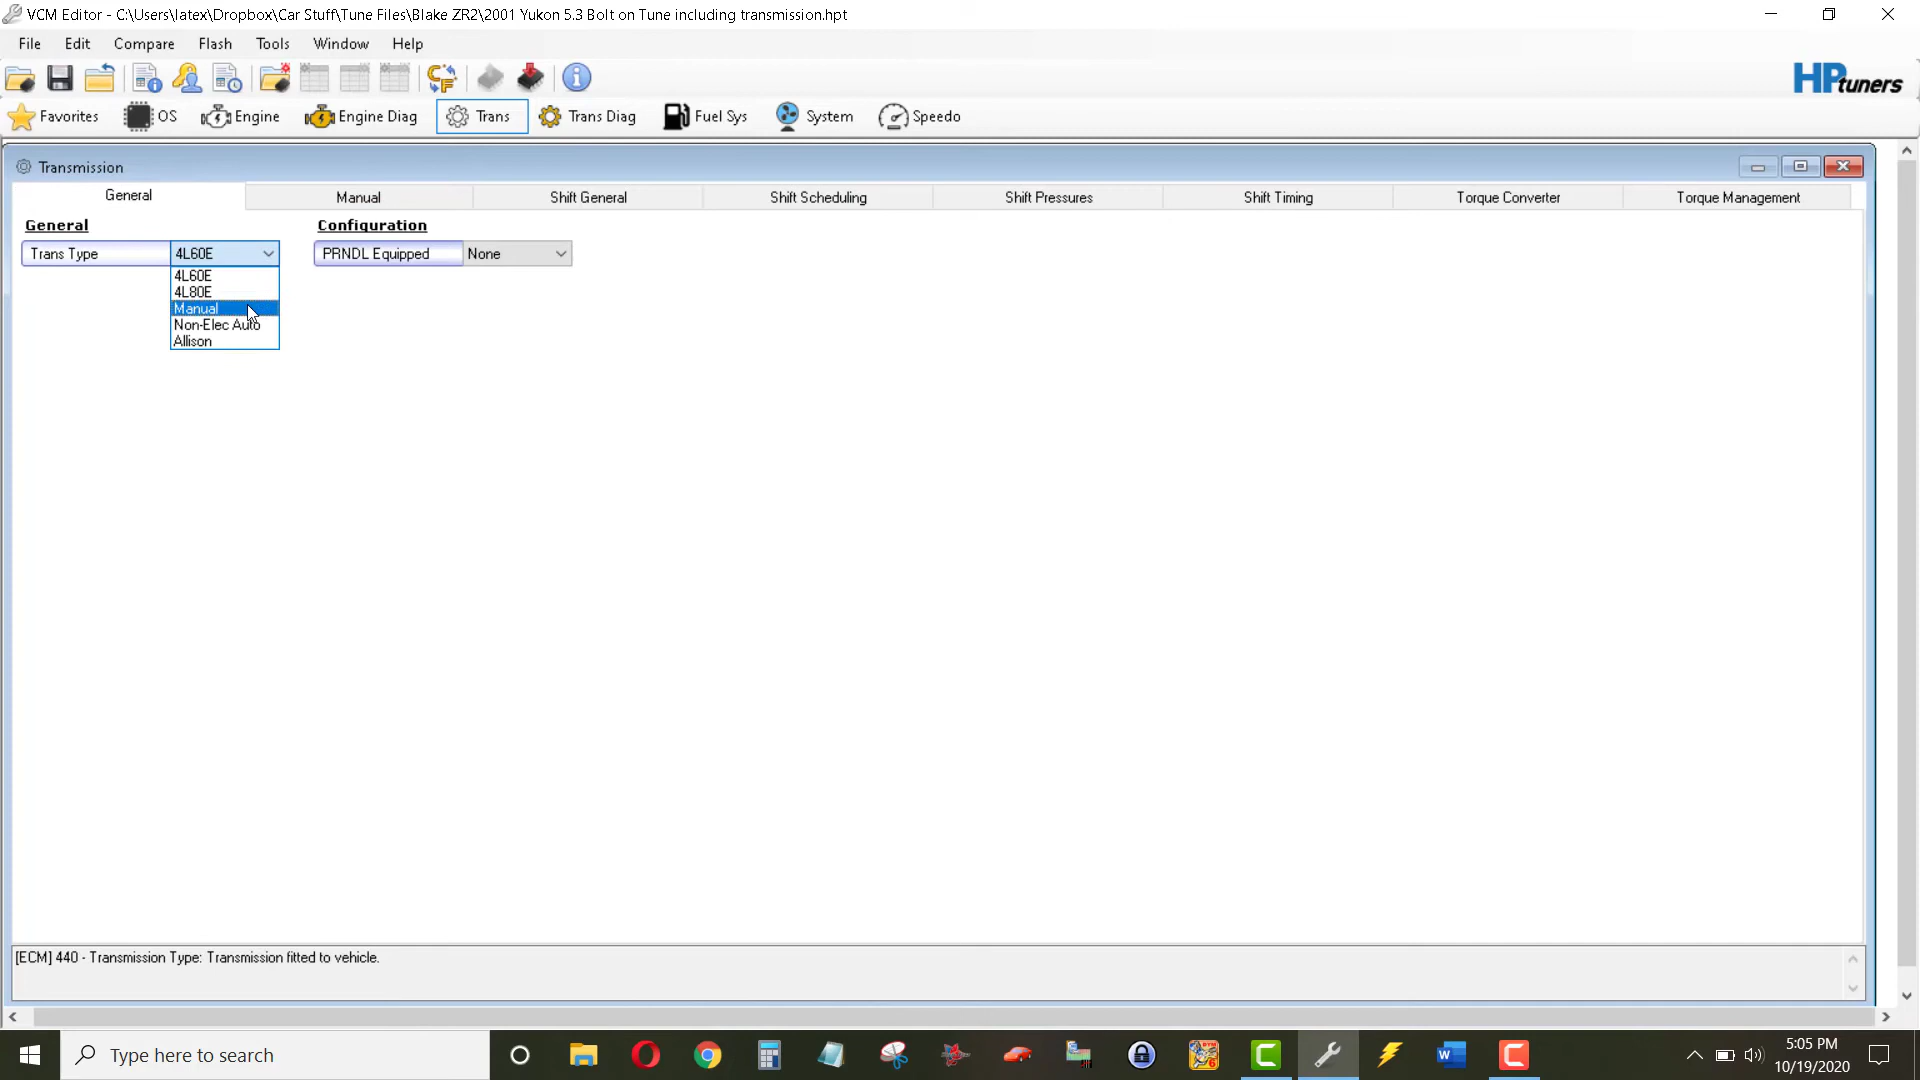 VCM Editor - C:\Users\latex\Dropbox\Car Stuff\Tune Files\Blake ZR2\2001 Yukon 5.3 Bolt on Tune including transmission.hpt
File Edit Compare Flash Tools Window Help
HPtuners
Favorites OS Engine Engine Diag Trans Trans Diag Fuel Sys System Speedo
Transmission
General Manual Shift General Shift Scheduling Shift Pressures Shift Timing Torque Converter Torque Management
General Configuration
Trans Type 4L60E PRNDL Equipped None
4L60E
4L80E
Manual
Non-Elec Auto
Allison
[ECM] 440 - Transmission Type: Transmission fitted to vehicle.
Type here to search
5:05 PM
10/19/2020